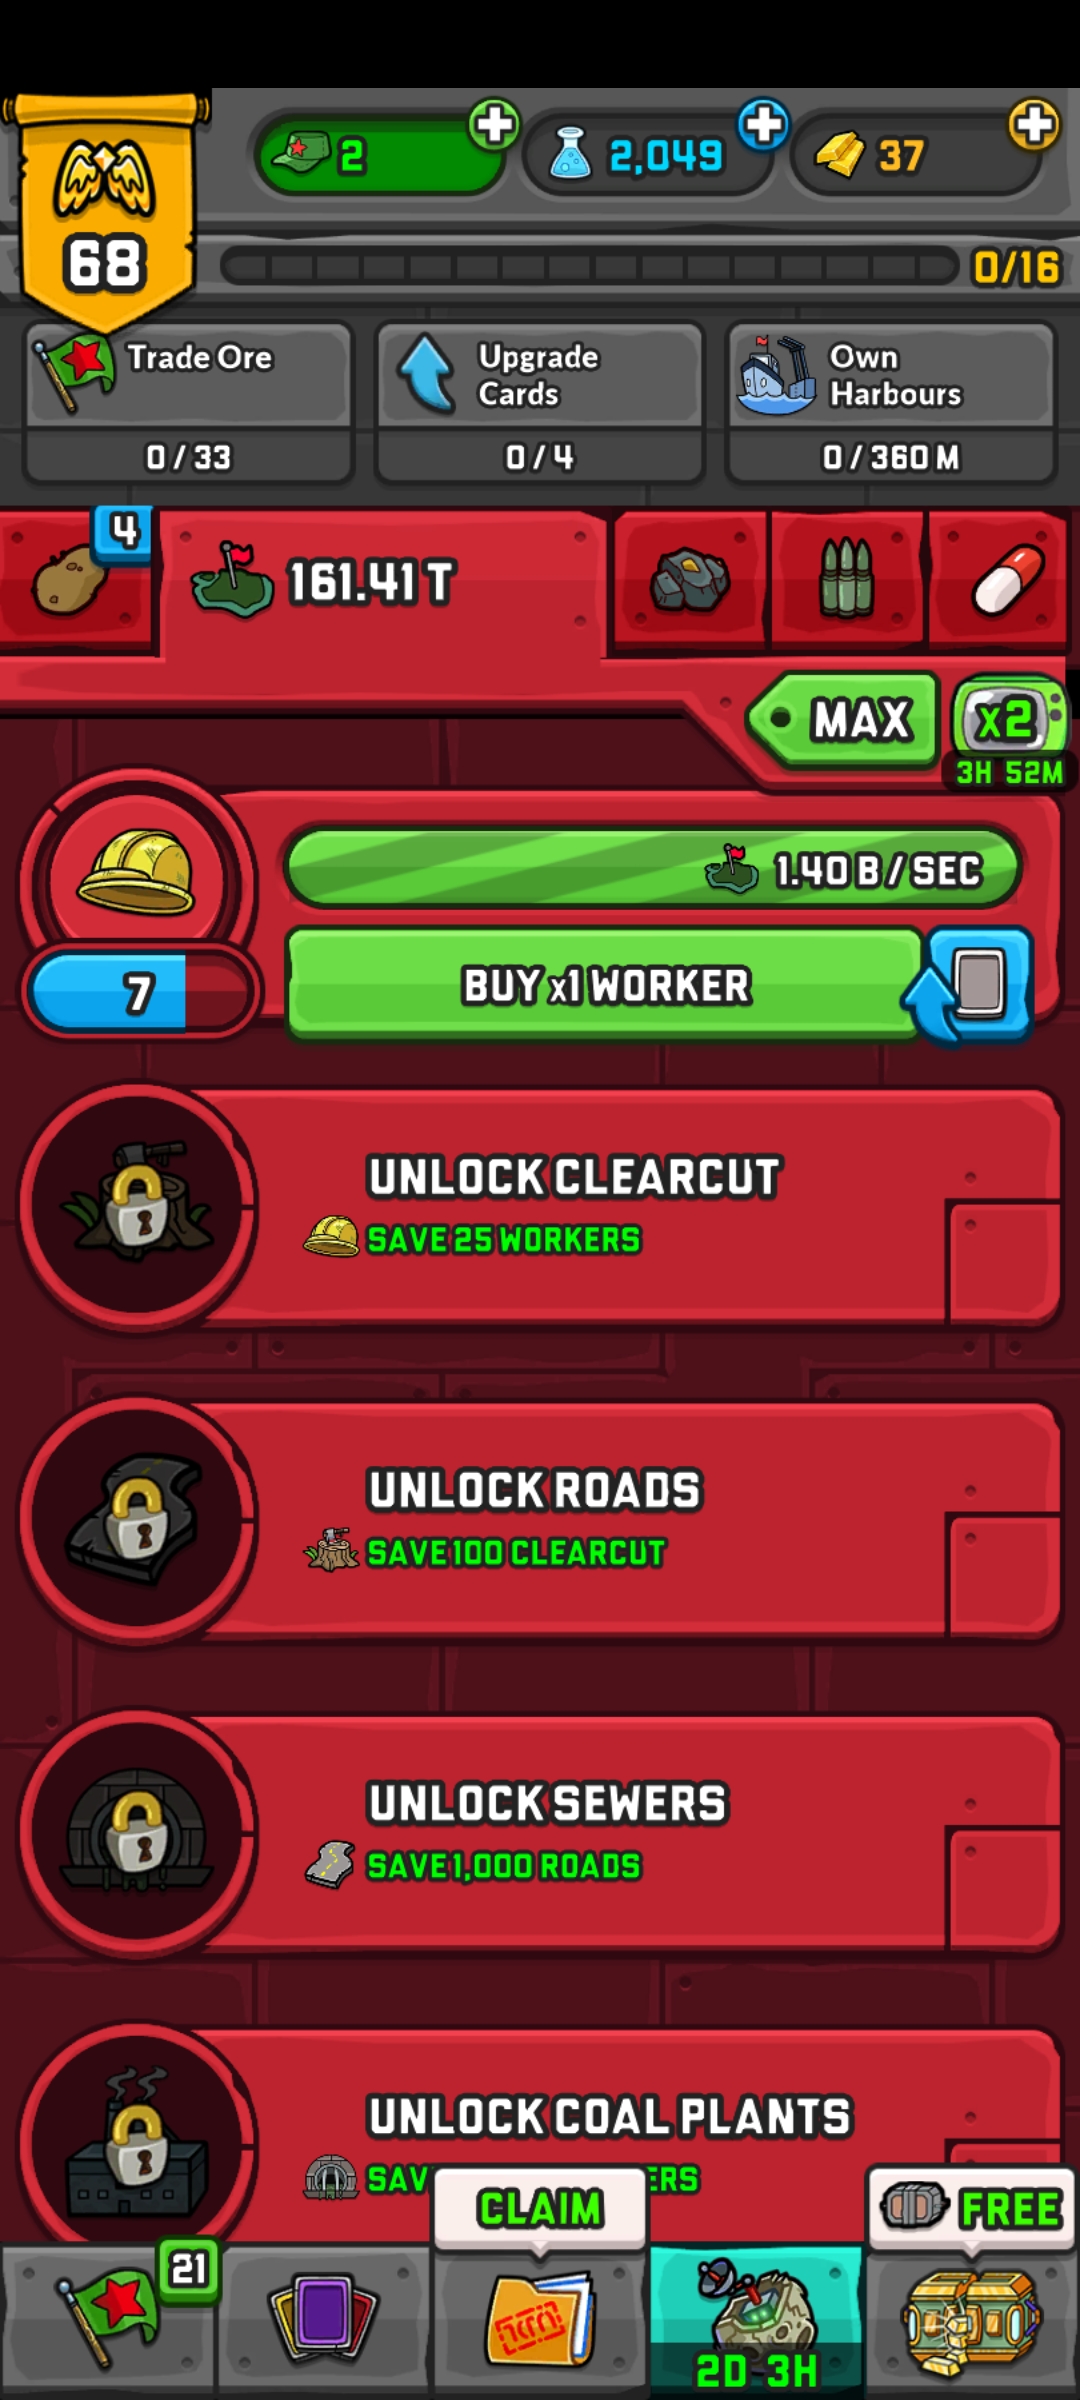 2
2,049
37
68
0/16
Trade Ore
0/33
Upgrade
Cards
0/4
Own
Harbours
0/360 M
4
161.41 T
MAX
x2
3H 52M
1.40 B/SEC
7
BUY x1 WORKER
UNLOCK CLEARCUT
SAVE 25 WORKERS
UNLOCK ROADS
SAVE 100 CLEARCUT
UNLOCK SEWERS
SAVE 1,000 ROADS
UNLOCK COAL PLANTS
CLAIM
FREE
21
2D 3H